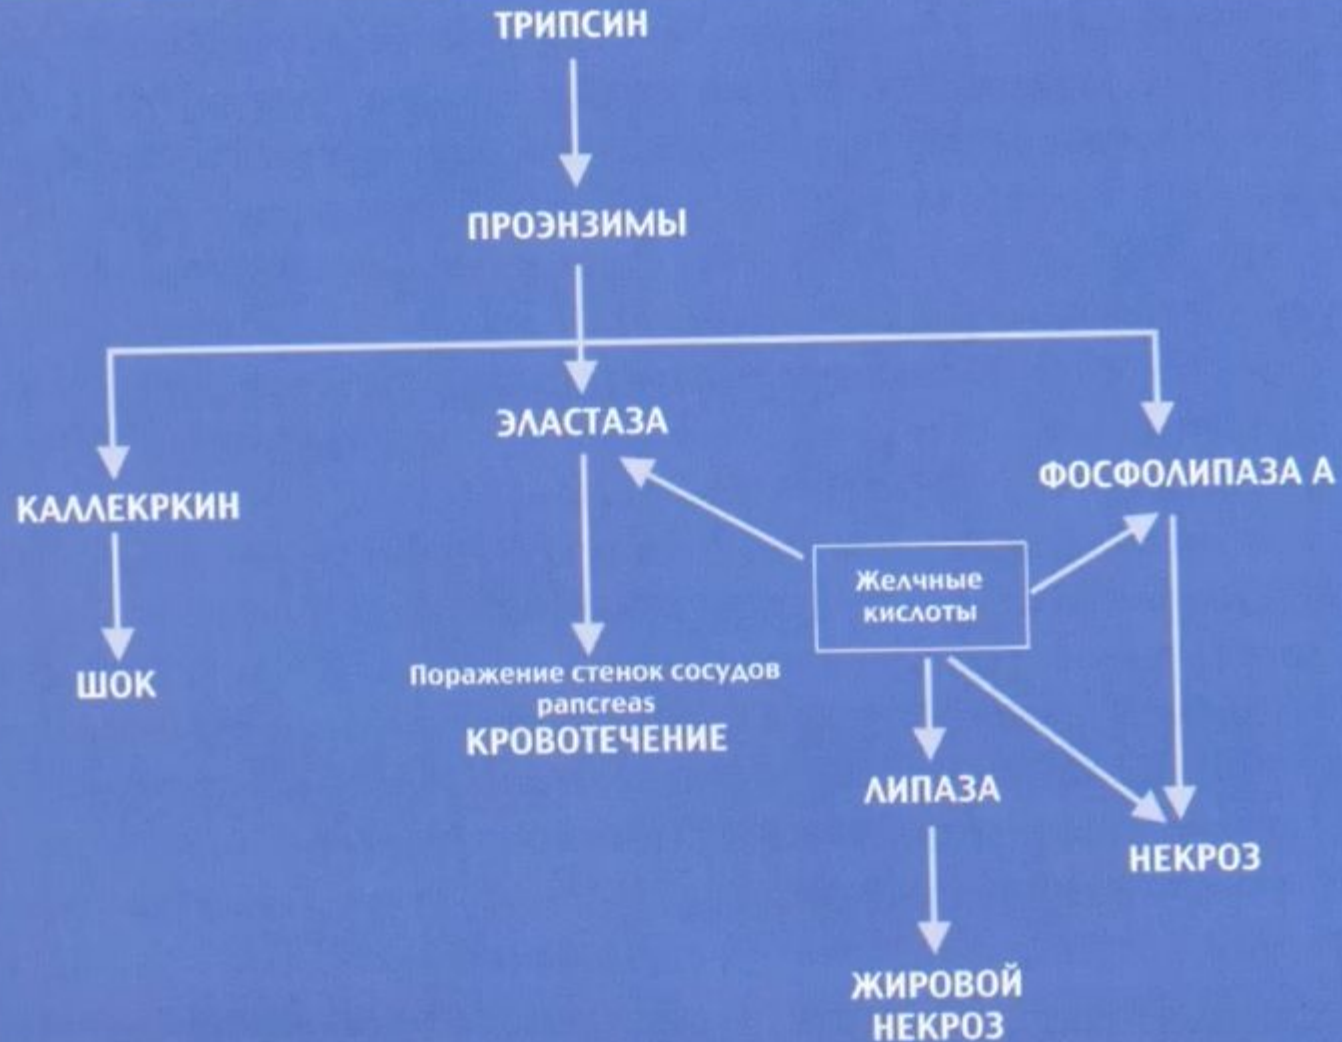 ТРИПСИН
ПРОЭНЗИМЫ
ЭЛАСТАЗА
ФОСФОЛИПАЗА А
КАЛЛЕКРКИН
Желчные
кислоты
Поражение стенок сосудов
pancreas
КРОВОТЕЧЕНИЕ
ШОК
ЛИПАЗА
НЕКРОЗ
ЖИРОВОЙ
НЕКРОЗ